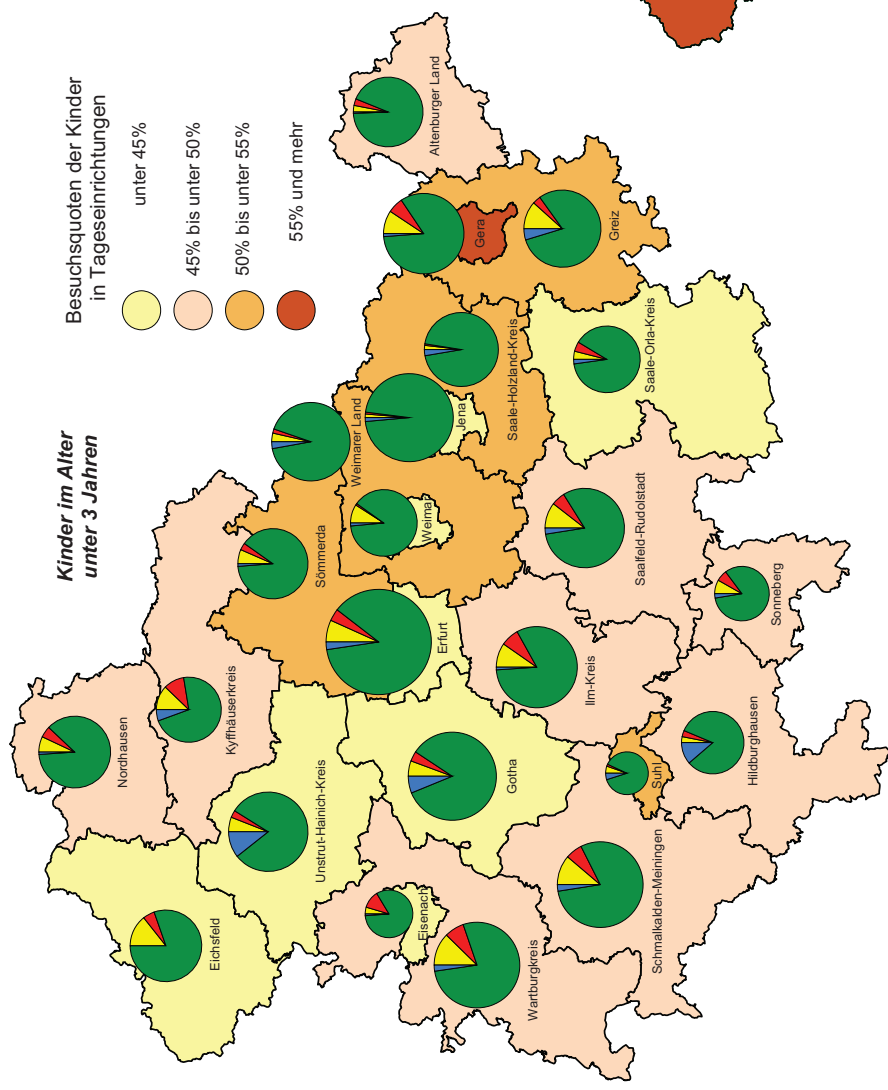 Kinder im Alter
unter 3 Jahren
Besuchsquoten der Kinder
in Tageseinrichtungen
unter 45%
45% bis unter 50%
50% bis unter 55%
55% und mehr
Eichsfeld
Nordhausen
Kyffhäuserkreis
Unstrut-Hainich-Kreis
Sömmerda
Weimarer Land
Altenburger Land
Gera
Greiz
Jena
Saale-Holzland-Kreis
Weimar
Erfurt
Gotha
Eisenach
Wartburgkreis
Ilm-Kreis
Saalfeld-Rudolstadt
Saale-Orla-Kreis
Suhl
Schmalkalden-Meiningen
Hildburghausen
Sonneberg